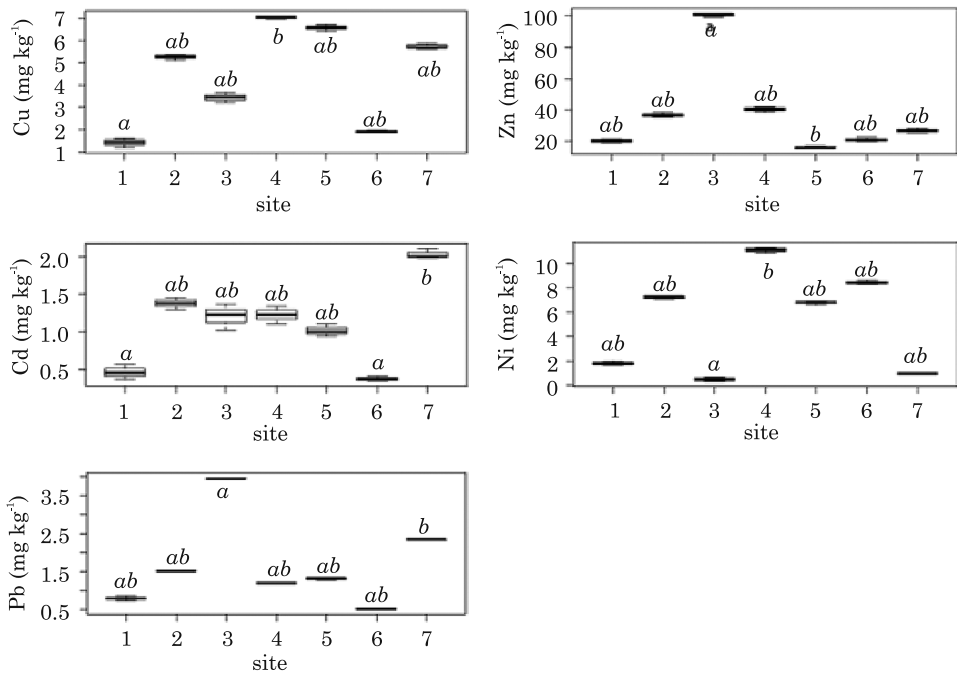 Cu (mg kg⁻¹)
7
6
5
4
3
2
1
a
ab
ab
b
ab
ab
ab
1 2 3 4 5 6 7
site
Zn (mg kg⁻¹)
100
80
60
40
20
ab
ab
a
ab
b
ab
ab
1 2 3 4 5 6 7
site
Cd (mg kg⁻¹)
2.0
1.5
1.0
0.5
a
ab
ab
ab
ab
a
b
1 2 3 4 5 6 7
site
Ni (mg kg⁻¹)
10
8
6
4
2
0
ab
ab
a
b
ab
ab
ab
1 2 3 4 5 6 7
site
Pb (mg kg⁻¹)
3.5
2.5
1.5
0.5
ab
ab
a
ab
ab
ab
b
1 2 3 4 5 6 7
site